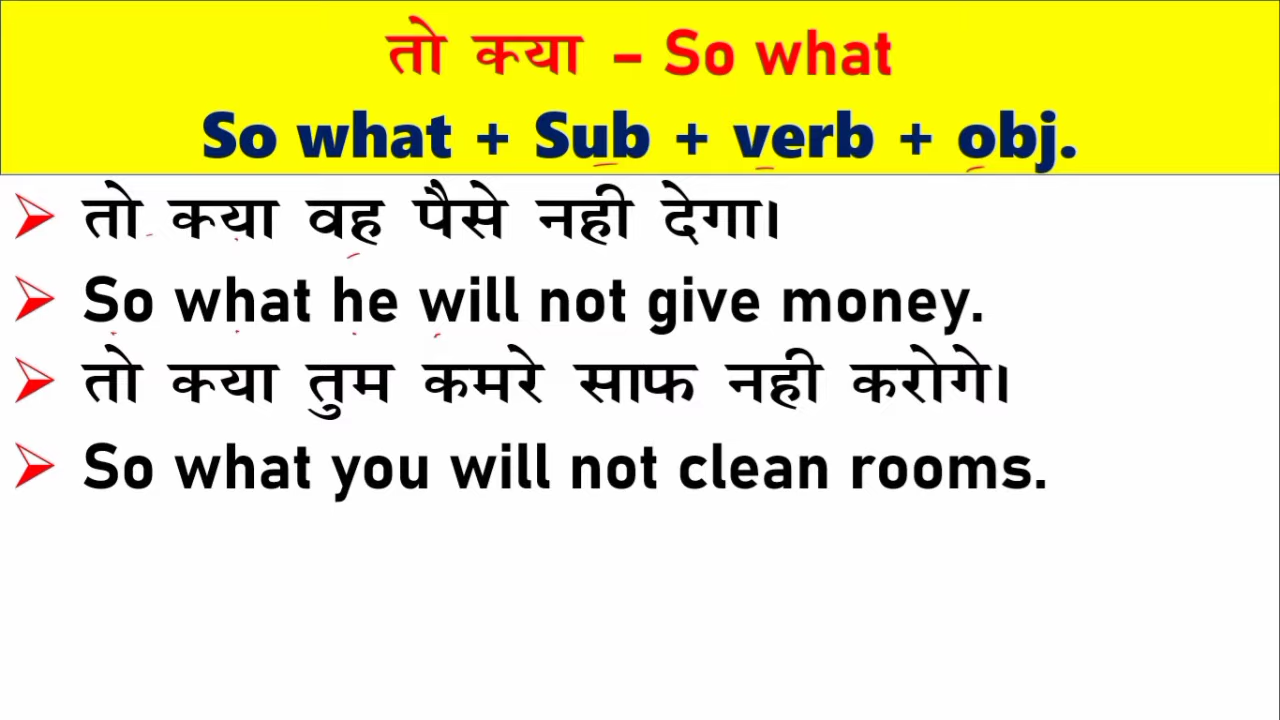 तो क्या – So what
So what + Sub + verb + obj.
तो क्या वह पैसे नही देगा।
So what he will not give money.
तो क्या तुम कमरे साफ नही करोगे।
So what you will not clean rooms.